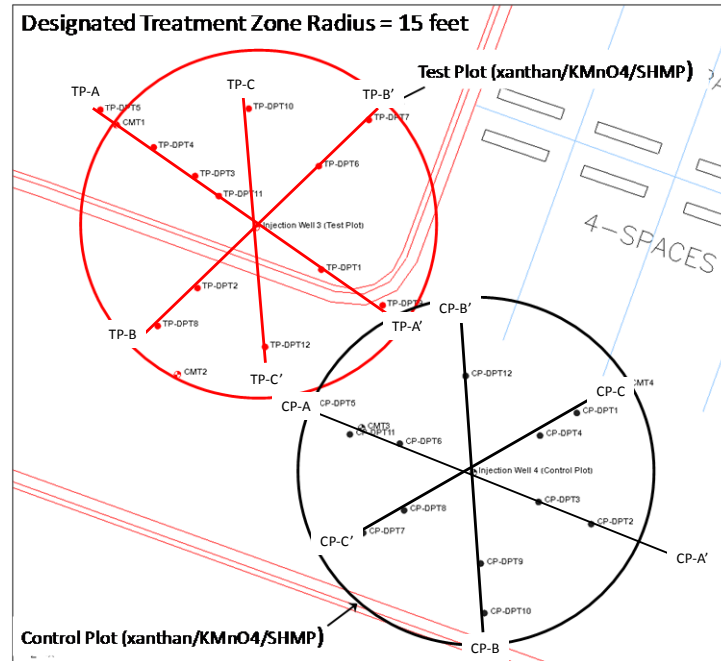 Designated Treatment Zone Radius = 15 feet
TP-C
Test Plot (xanthan/KMnO4/SHMP)
TP-A
TP-B’
TP-DPT5
TP-DPT10
CMT1
TP-DPT7
TP-DPT4
TP-DPT6
TP-DPT3
TP-DPT11
Injection Well 3 (Test Plot)
4-SPACES
TP-DPT1
TP-DPT2
CP-B’
TP-DPT8
TP-B
TP-A’
TP-DPT12
TP-C’
CMT2
CP-DPT12
CMT4
CP-C
CP-A
CP-DPT5
CP-DPT1
CMT3
CP-DPT11
CP-DPT6
CP-DPT4
Injection Well 4 (Control Plot)
CP-DPT3
CP-DPT8
CP-DPT2
CP-C’
CP-DPT7
CP-A’
CP-DPT9
CP-DPT10
Control Plot (xanthan/KMnO4/SHMP)
CP-B